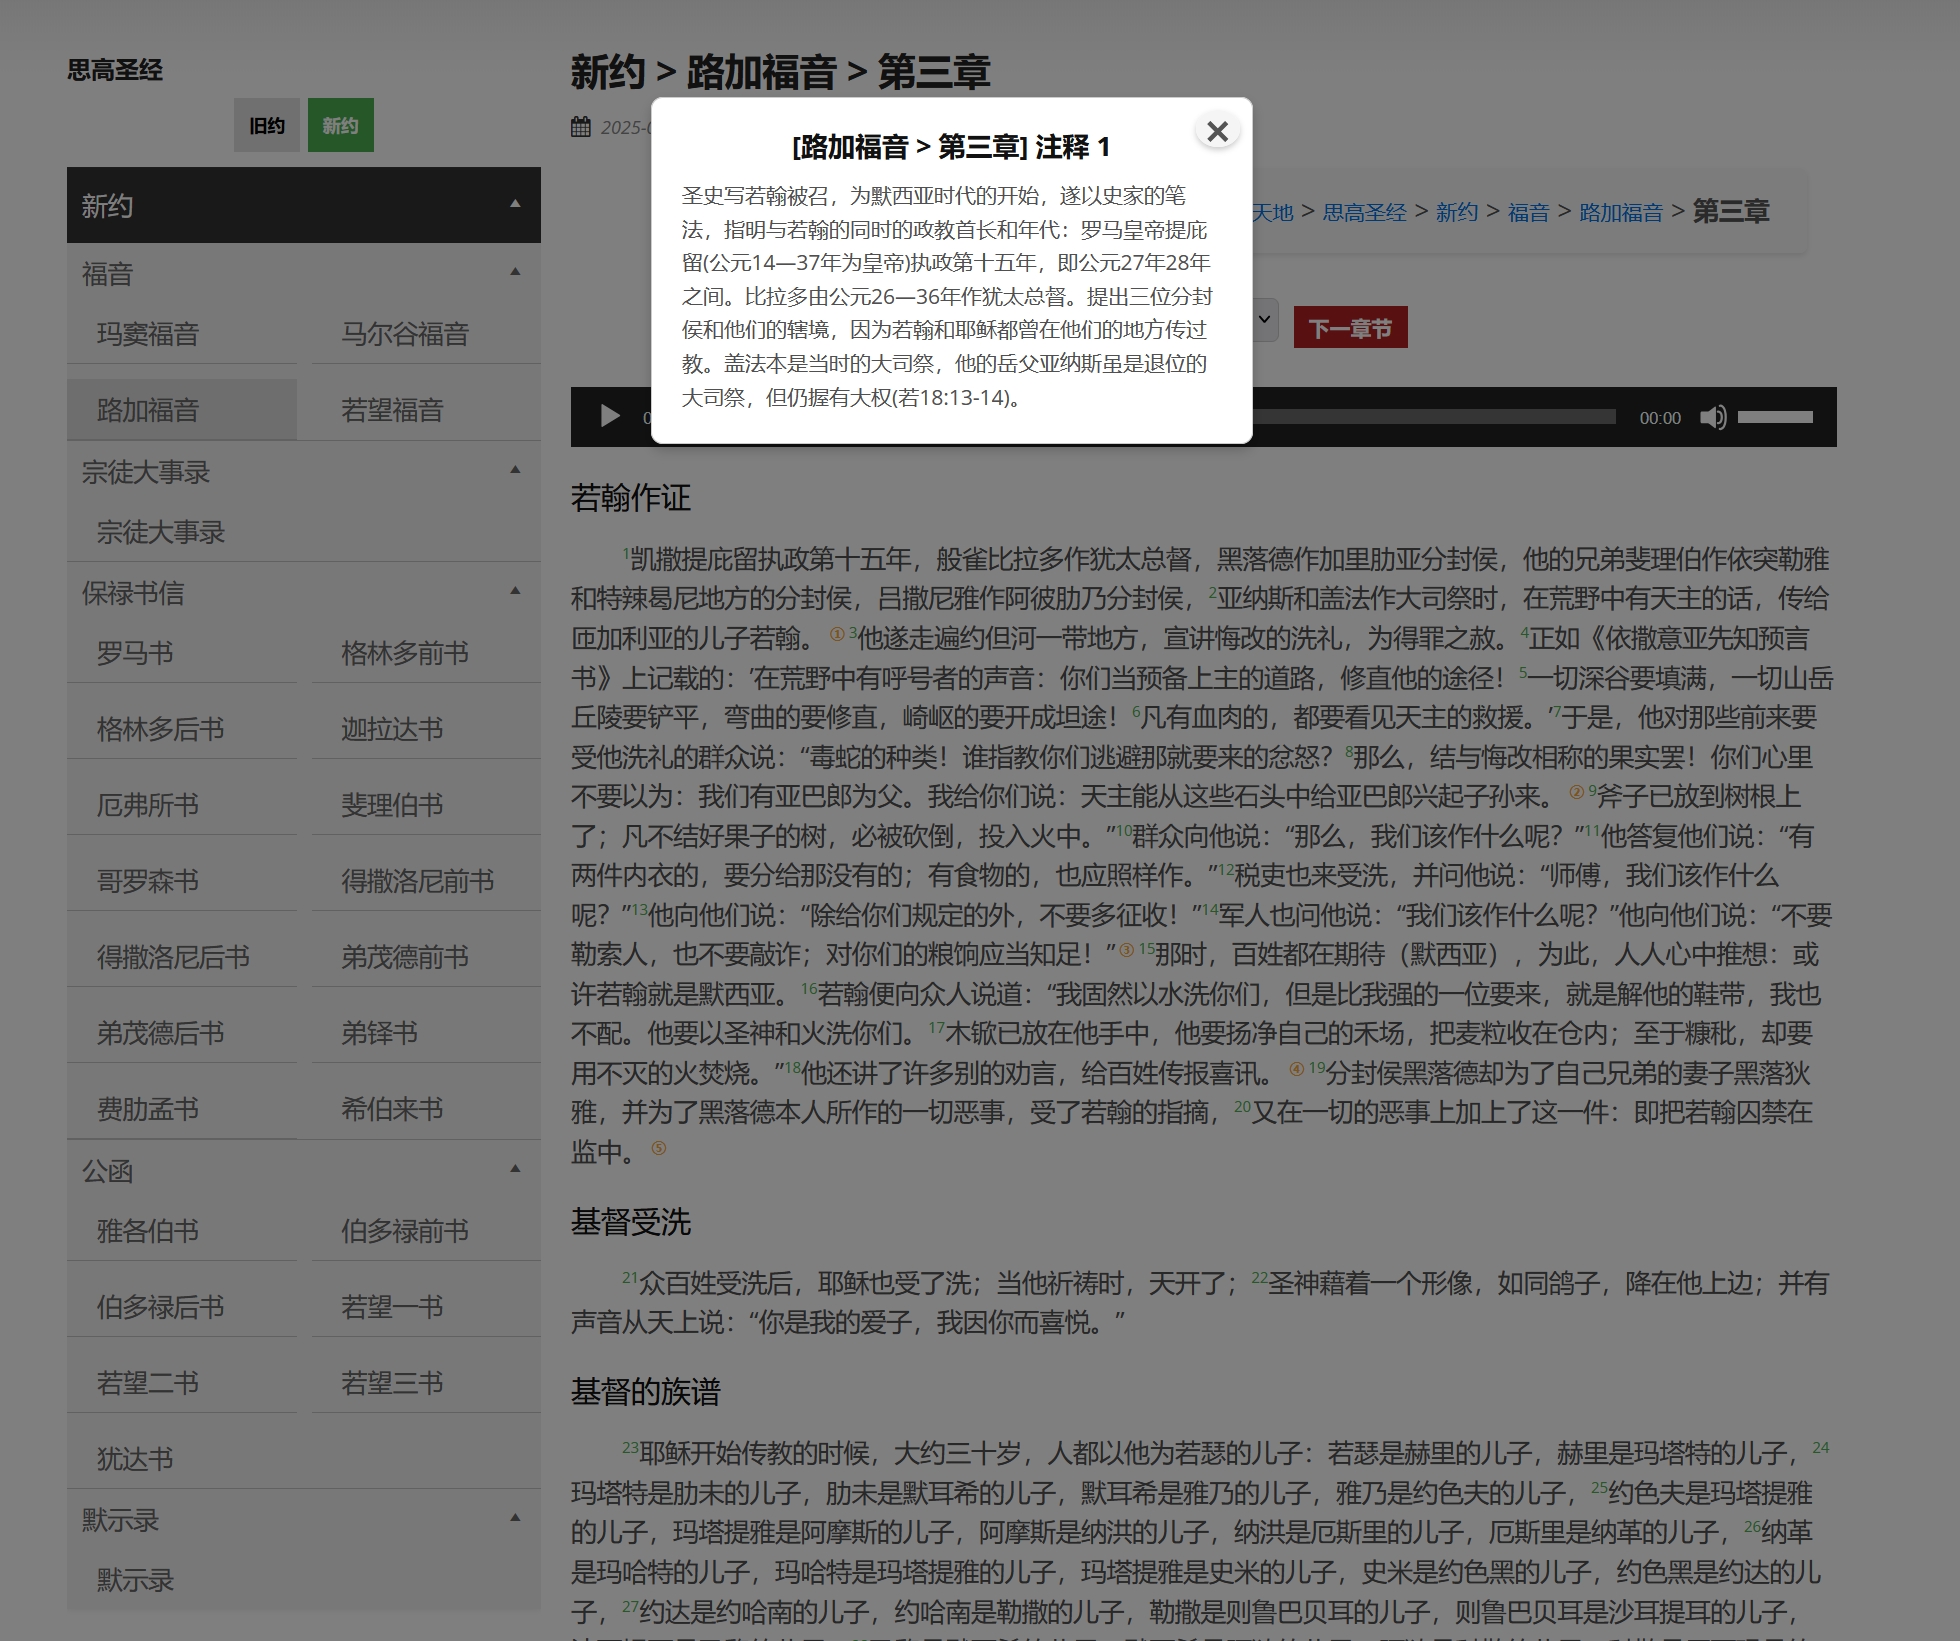 思高圣经
旧约
新约
新约
福音
玛窦福音
马尔谷福音
路加福音
若望福音
宗徒大事录
宗徒大事录
保禄书信
罗马书
格林多前书
格林多后书
迦拉达书
厄弗所书
斐理伯书
哥罗森书
得撒洛尼前书
得撒洛尼后书
弟茂德前书
弟茂德后书
弟铎书
费肋孟书
希伯来书
公函
雅各伯书
伯多禄前书
伯多禄后书
若望一书
若望二书
若望三书
犹达书
默示录
默示录
新约 > 路加福音 > 第三章
2025-0
[路加福音 > 第三章] 注释 1
圣史写若翰被召，为默西亚时代的开始，遂以史家的笔
法，指明与若翰的同时的政教首长和年代：罗马皇帝提庇
留(公元14—37年为皇帝)执政第十五年，即公元27年28年
之间。比拉多由公元26—36年作犹太总督。提出三位分封
侯和他们的辖境，因为若翰和耶稣都曾在他们的地方传过
教。盖法本是当时的大司祭，他的岳父亚纳斯虽是退位的
大司祭，但仍握有大权(若18:13-14)。
天地 > 思高圣经 > 新约 > 福音 > 路加福音 > 第三章
下一章节
00:00
若翰作证
1凯撒提庇留执政第十五年，般雀比拉多作犹太总督，黑落德作加里肋亚分封侯，他的兄弟斐理伯作依突勒雅
和特辣曷尼地方的分封侯，吕撒尼雅作阿彼肋乃分封侯，2亚纳斯和盖法作大司祭时，在荒野中有天主的话，传给
匝加利亚的儿子若翰。 ①3他遂走遍约但河一带地方，宣讲悔改的洗礼，为得罪之赦。4正如《依撒意亚先知预言
书》上记载的：’在荒野中有呼号者的声音：你们当预备上主的道路，修直他的途径！5一切深谷要填满，一切山岳
丘陵要铲平，弯曲的要修直，崎岖的要开成坦途！6凡有血肉的，都要看见天主的救援。’7于是，他对那些前来要
受他洗礼的群众说：“毒蛇的种类！谁指教你们逃避那就要来的忿怒？8那么，结与悔改相称的果实罢！你们心里
不要以为：我们有亚巴郎为父。我给你们说：天主能从这些石头中给亚巴郎兴起子孙来。 ②9斧子已放到树根上
了；凡不结好果子的树，必被砍倒，投入火中。”10群众向他说：“那么，我们该作什么呢？”11他答复他们说：“有
两件内衣的，要分给那没有的；有食物的，也应照样作。”12税吏也来受洗，并问他说：“师傅，我们该作什么
呢？”13他向他们说：“除给你们规定的外，不要多征收！”14军人也问他说：“我们该作什么呢？”他向他们说：“不要
勒索人，也不要敲诈；对你们的粮饷应当知足！”③15那时，百姓都在期待（默西亚），为此，人人心中推想：或
许若翰就是默西亚。16若翰便向众人说道：“我固然以水洗你们，但是比我强的一位要来，就是解他的鞋带，我也
不配。他要以圣神和火洗你们。17木锨已放在他手中，他要扬净自己的禾场，把麦粒收在仓内；至于糠秕，却要
用不灭的火焚烧。”18他还讲了许多别的劝言，给百姓传报喜讯。 ④19分封侯黑落德却为了自己兄弟的妻子黑落狄
雅，并为了黑落德本人所作的一切恶事，受了若翰的指摘，20又在一切的恶事上加上了这一件：即把若翰囚禁在
监中。 ⑤
基督受洗
21众百姓受洗后，耶稣也受了洗；当他祈祷时，天开了；22圣神藉着一个形像，如同鸽子，降在他上边；并有
声音从天上说：“你是我的爱子，我因你而喜悦。”
基督的族谱
23耶稣开始传教的时候，大约三十岁，人都以他为若瑟的儿子：若瑟是赫里的儿子，赫里是玛塔特的儿子，24
玛塔特是肋未的儿子，肋未是默耳希的儿子，默耳希是雅乃的儿子，雅乃是约色夫的儿子，25约色夫是玛塔提雅
的儿子，玛塔提雅是阿摩斯的儿子，阿摩斯是纳洪的儿子，纳洪是厄斯里的儿子，厄斯里是纳革的儿子，26纳革
是玛哈特的儿子，玛哈特是玛塔提雅的儿子，玛塔提雅是史米的儿子，史米是约色黑的儿子，约色黑是约达的儿
子，27约达是约哈南的儿子，约哈南是勒撒的儿子，勒撒是则鲁巴贝耳的儿子，则鲁巴贝耳是沙耳提耳的儿子，